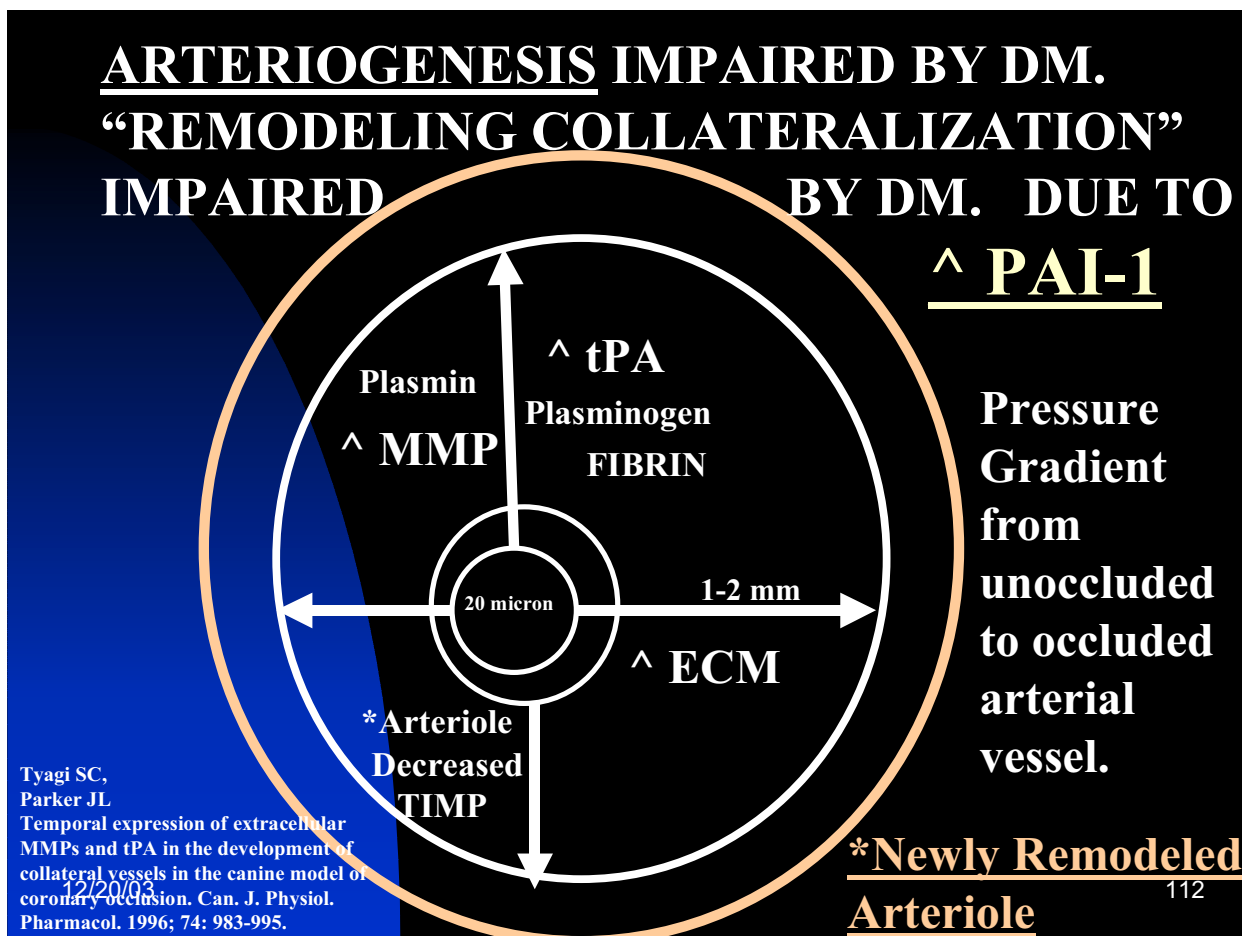 ARTERIOGENESIS IMPAIRED BY DM.
“REMODELING COLLATERALIZATION”
IMPAIRED BY DM. DUE TO
^ PAI-1
^ tPA
Plasmin
Plasminogen
^ MMP
FIBRIN
Pressure
Gradient
from
unoccluded
to occluded
arterial
vessel.
20 micron
1-2 mm
^ ECM
*Arteriole
Decreased
TIMP
Tyagi SC,
Parker JL
Temporal expression of extracellular
MMPs and tPA in the development of
collateral vessels in the canine model of
coronary occlusion. Can. J. Physiol.
Pharmacol. 1996; 74: 983-995.
12/20/03
*Newly Remodeled
Arteriole
112